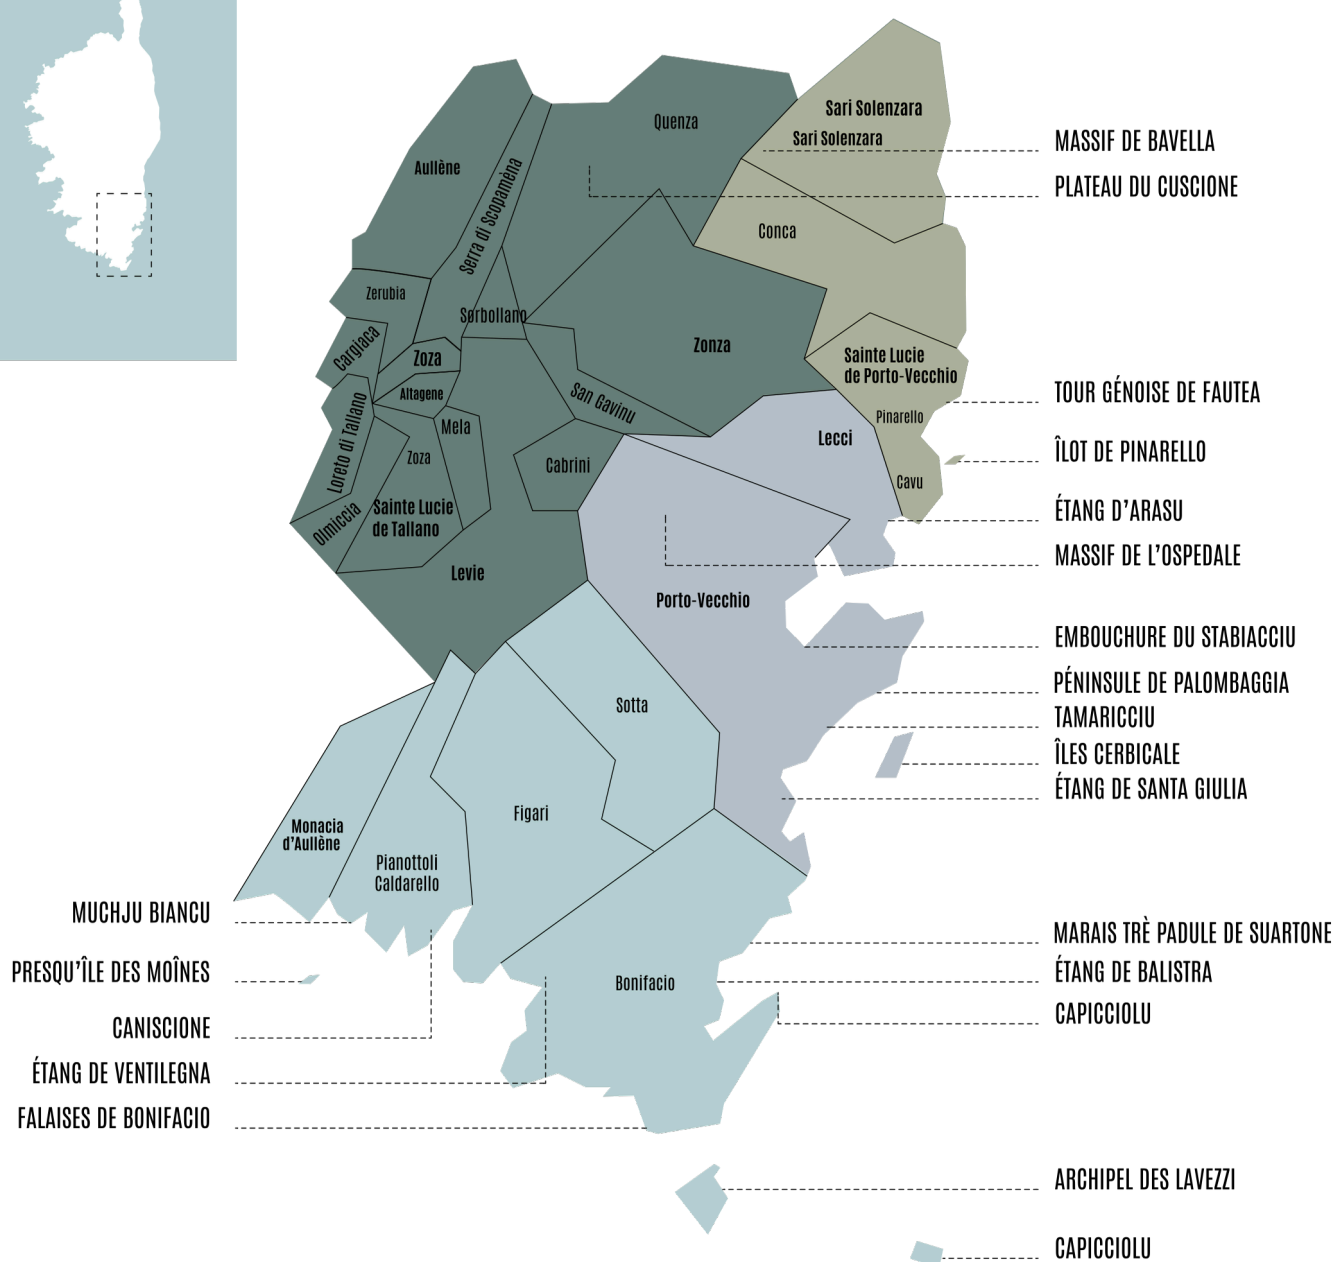 Sari Solenzara
Quenza
Sari Solenzara
MASSIF DE BAVELLA
Aullène
PLATEAU DU CUSCIONE
Serra di Scopamèna
Conca
Zerubia
Sorbollano
Cargiaca
Zoza
Zonza
Sainte Lucie
de Porto-Vecchio
Altagene
San Gavinu
TOUR GÉNOISE DE FAUTEA
Pinarello
Loreto di Tallano
Mela
Lecci
Zoza
Cabrini
ÎLOT DE PINARELLO
Cavu
Sainte Lucie
de Tallano
Olmiccia
ÉTANG D’ARASU
MASSIF DE L’OSPEDALE
Levie
Porto-Vecchio
EMBOUCHURE DU STABIACCIU
PÉNINSULE DE PALOMBAGGIA
Sotta
TAMARICCIU
ÎLES CERBICALE
ÉTANG DE SANTA GIULIA
Figari
Monacia
d’Aullène
Pianottoli
Caldarello
MUCHJU BIANCU
MARAIS TRÈ PADULE DE SUARTONE
PRESQU’ÎLE DES MOÎNES
ÉTANG DE BALISTRA
Bonifacio
CAPICCIOLU
CANISCIONE
ÉTANG DE VENTILEGNA
FALAISES DE BONIFACIO
ARCHIPEL DES LAVEZZI
CAPICCIOLU